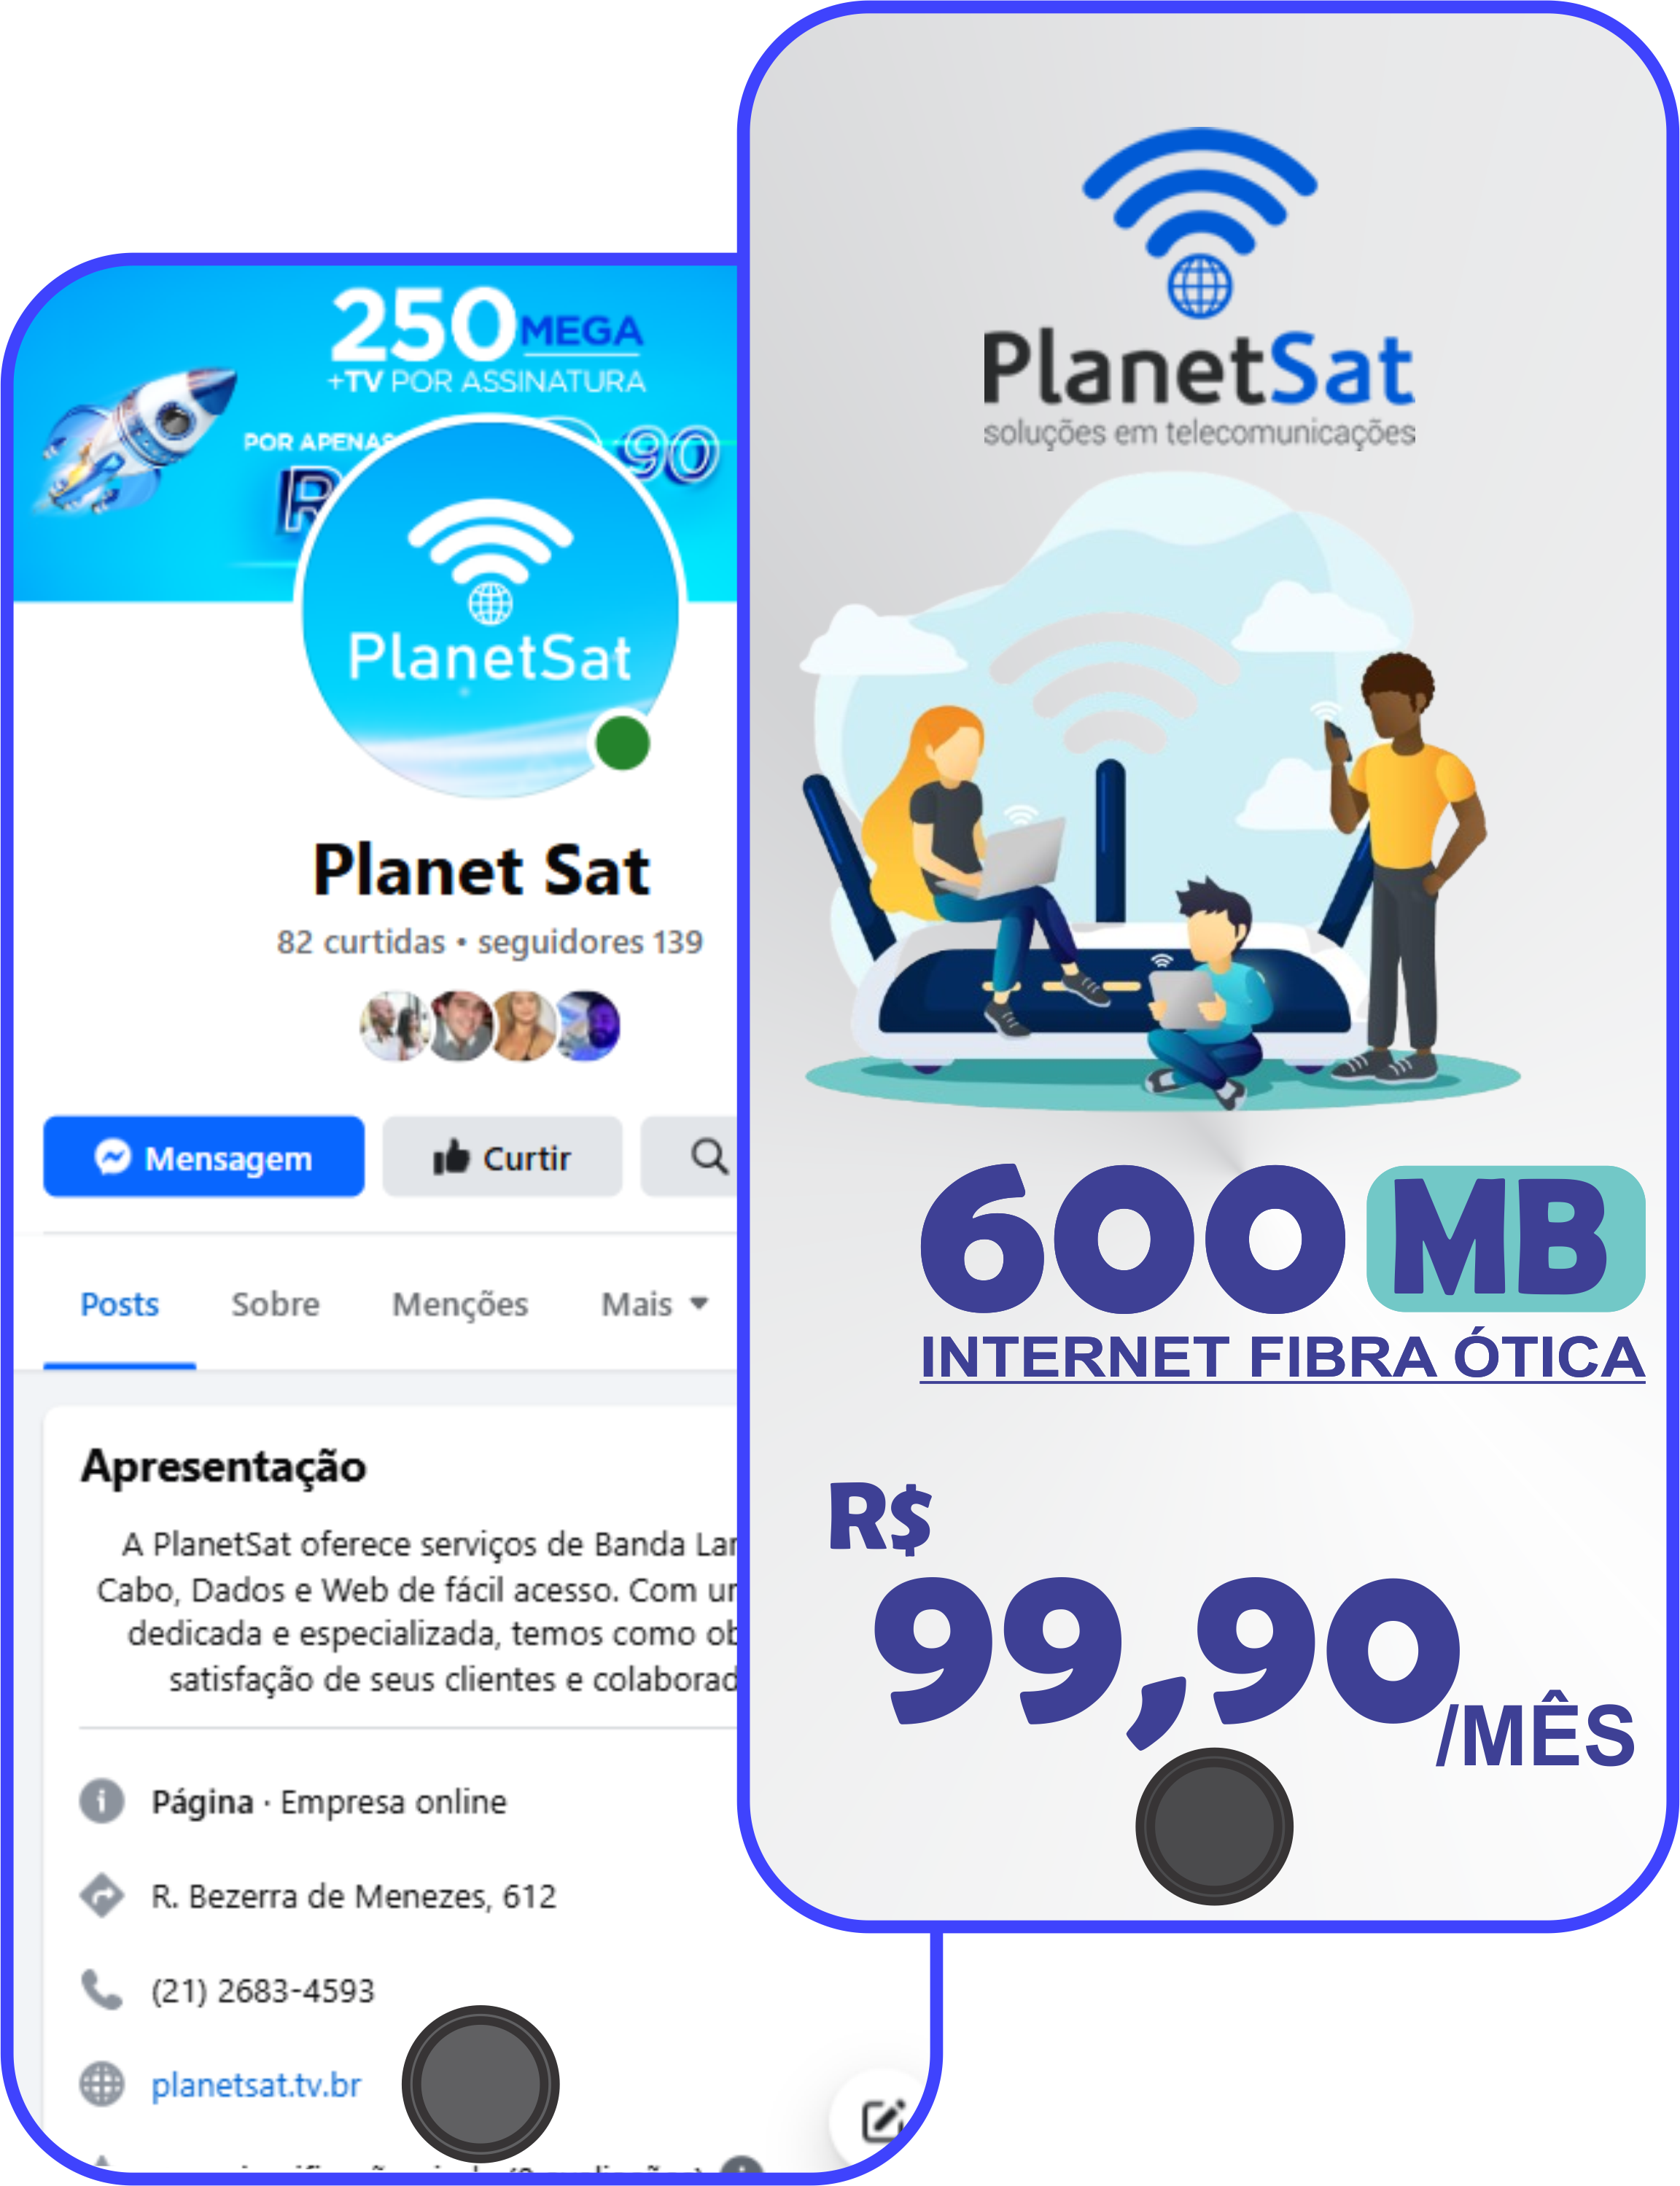 250 MEGA
+TV POR ASSINATURA
POR APENAS
R
90
PlanetSat
Planet Sat
82 curtidas • seguidores 139
Mensagem
Curtir
Posts
Sobre
Menções
Mais
Apresentação
A PlanetSat oferece serviços de Banda Lar
Cabo, Dados e Web de fácil acesso. Com
dedicada e especializada, temos como ob
satisfação de seus clientes e colaborad
Página · Empresa online
R. Bezerra de Menezes, 612
(21) 2683-4593
planetsat.tv.br
PlanetSat
soluções em telecomunicações
600 MB
INTERNET FIBRA ÓTICA
R$
99,90
/MÊS